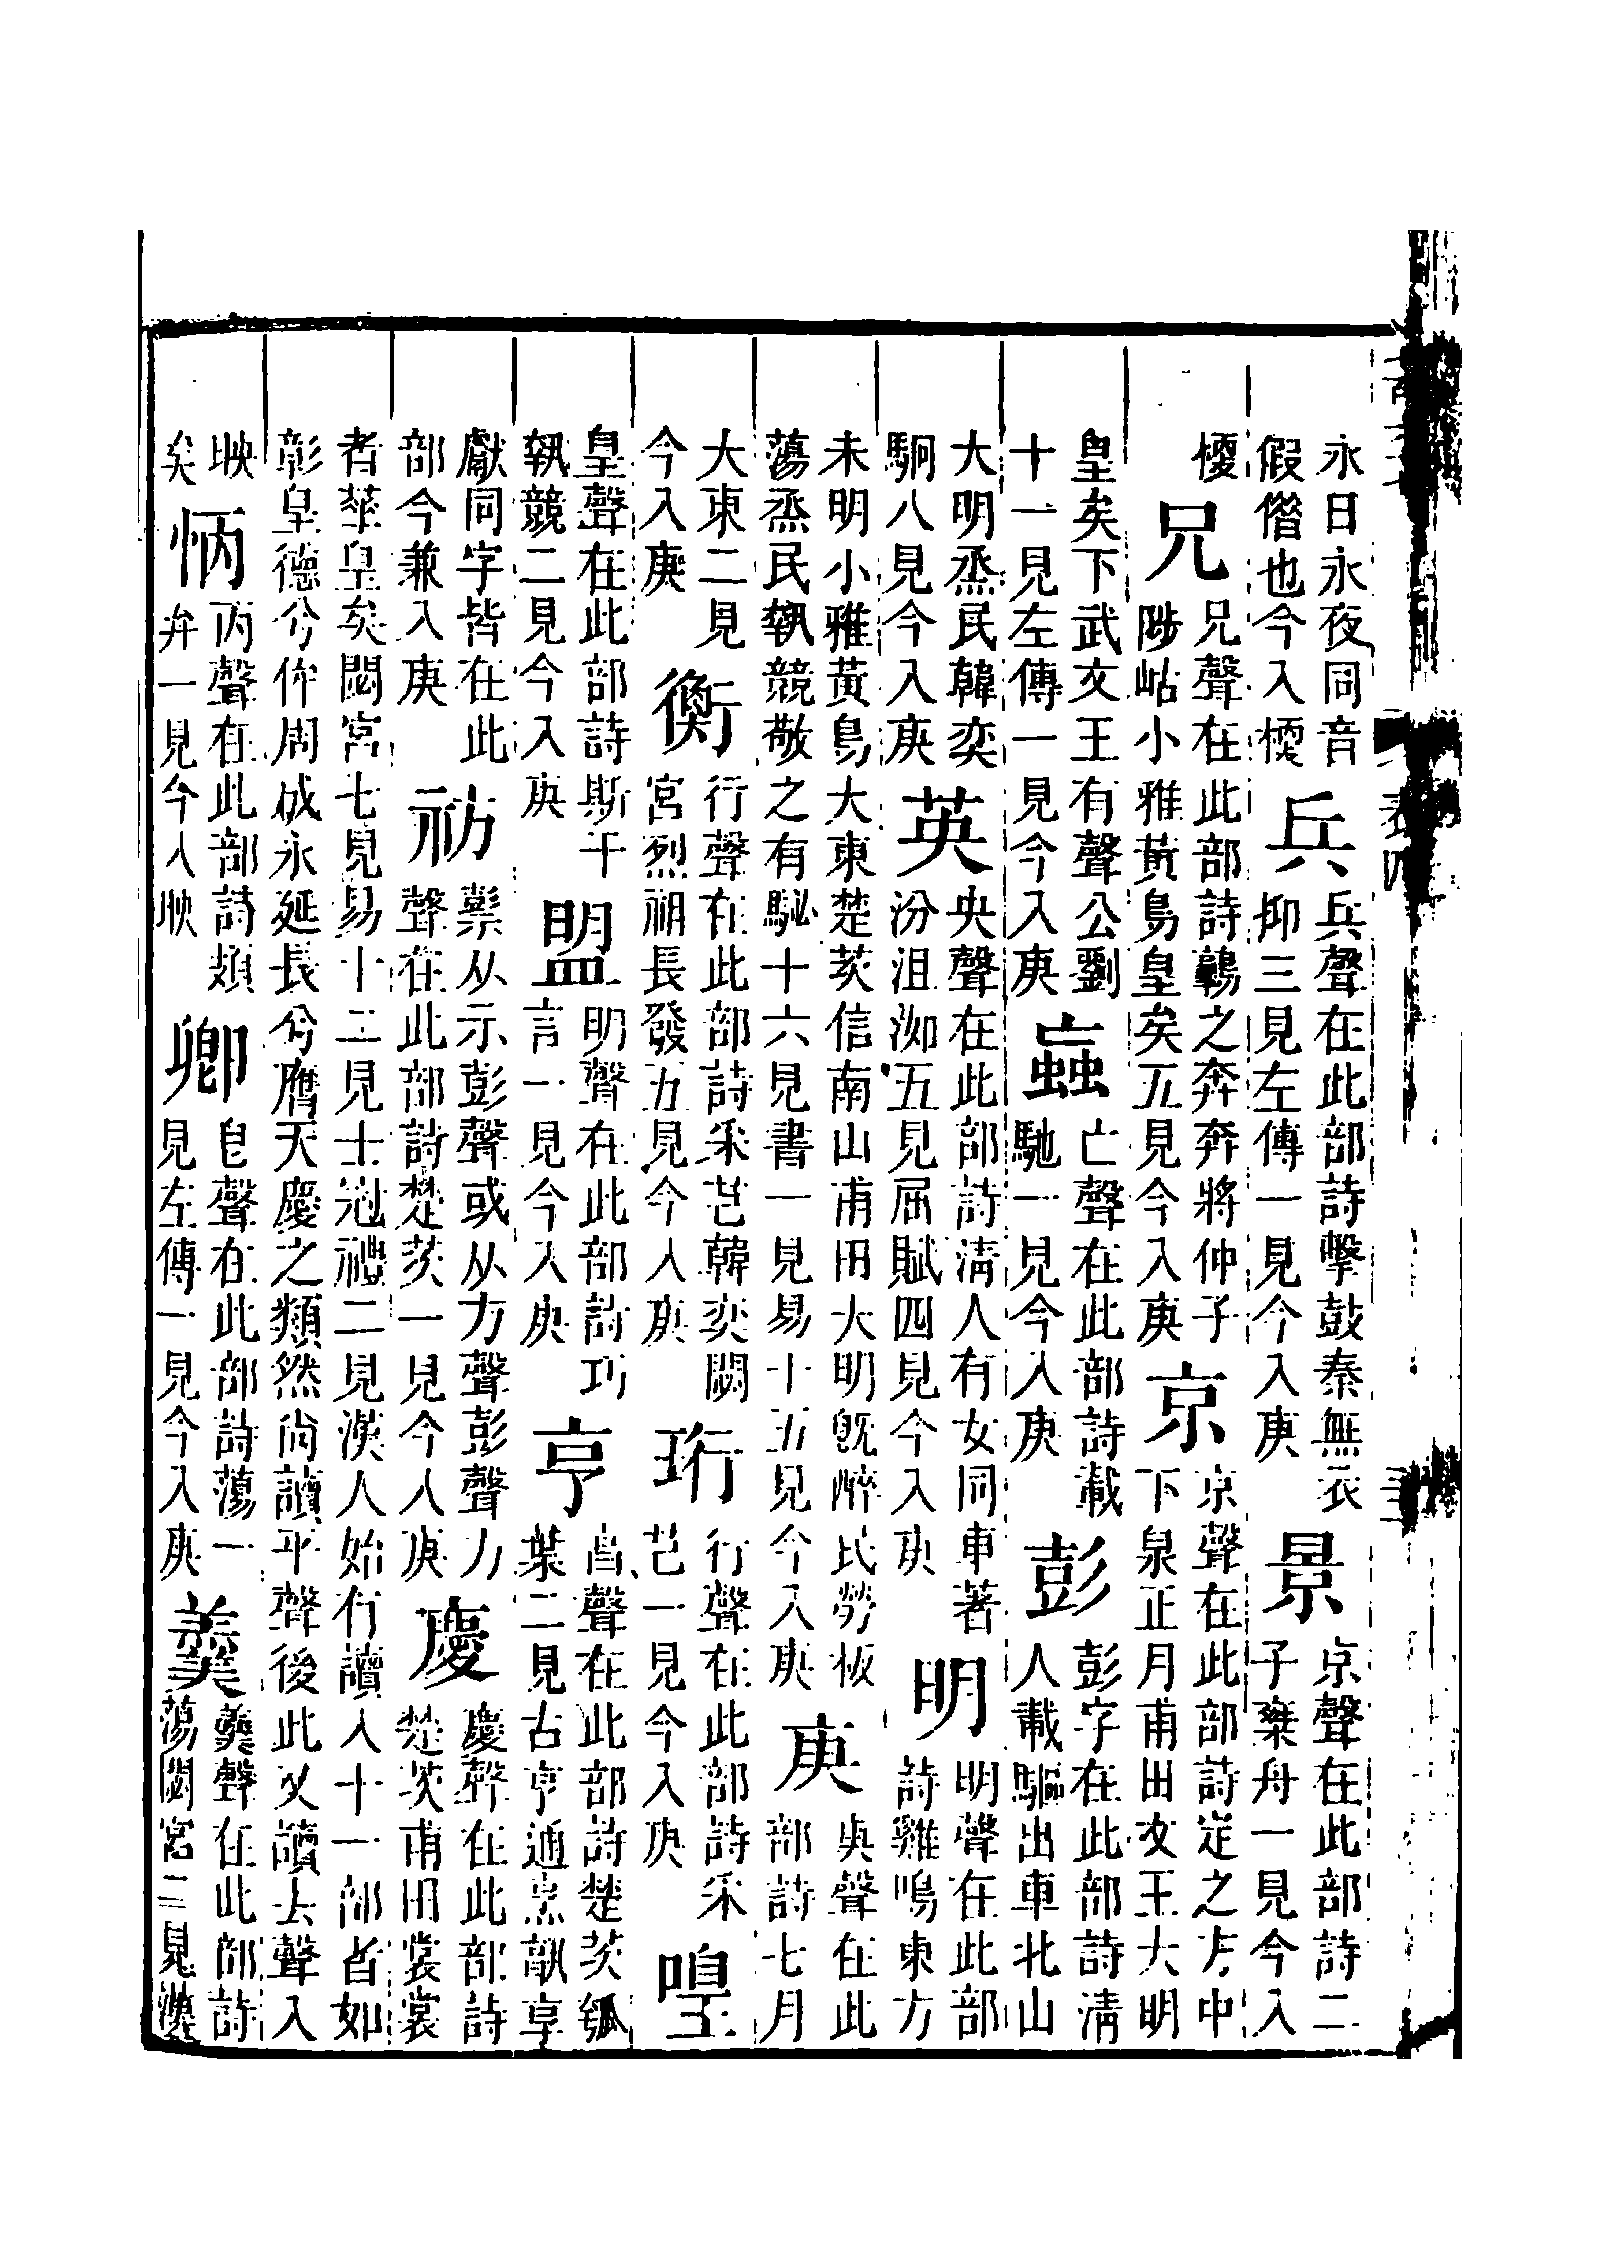 永日永夜同音
假僭也今入梗
兵
兵聲在此部詩擊鼓秦無衣
抑三見左傳一見今入庚
景
京聲在此部詩二
子乗舟一見今入
梗
兄
兄聲在此部詩鶉之奔奔將仲子
陟岵小雅黃鳥皇矣五見今入庚
京
京聲在此部詩定之方中
下泉正月甫田文王大明
皇矣下武文王有聲公劉
十一見左傳一見今入庚
蝱
亡聲在此部詩載
馳一見今入庚
彭
彭字在此部詩清
人載驅出車北山
大明烝民韓奕
駉八見今入庚
英
央聲在此部詩清人有女同車著
汾沮洳五見屈賦四見今入庚
明
明聲在此部
詩雞鳴東方
未明小雅黃鳥大東楚茨信南山甫田大明旣醉民勞板
蕩烝民執競敬之有駜十六見書一見易十五見今入庚
庚
庚聲在此
部詩七月
大東二見
今入庚
衡
行聲在此部詩采芑韓奕閟
宮烈祖長發五見今入庚
珩
行聲在此部詩采
芑一見今入庚
喤
皇聲在此部詩斯干
執競二見今入庚
盟
明聲在此部詩巧
言一見今入庚
亨
亯聲在此部詩楚茨瓠
葉二見古亨通烹獻享
獻同字皆在此
部今兼入庚
祊
从示彭聲或从方聲彭聲方
聲在此部詩楚茨一見今入庚
慶
慶聲在此部詩
楚茨甫田裳裳
者華皇矣閟宮七見易十二見士冠禮二見漢人始有讀入十一部者如
彰皇德兮侔周成永延長兮膺天慶之類然尚讀平聲後此又讀去聲入
映
矣
怲
丙聲在此部詩頍
弁一見今入映
卿
皀聲在此部詩蕩一
見左傳一見今入庚
羹
羹聲在此部詩
蕩閟宮二見漢
表四